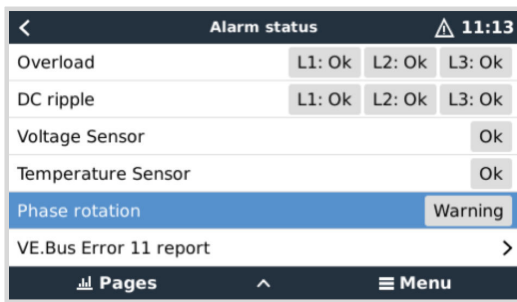 Alarm status 11:13
Overload L1: Ok L2: Ok L3: Ok
DC ripple L1: Ok L2: Ok L3: Ok
Voltage Sensor Ok
Temperature Sensor Ok
Phase rotation Warning
VE.Bus Error 11 report
Pages Menu